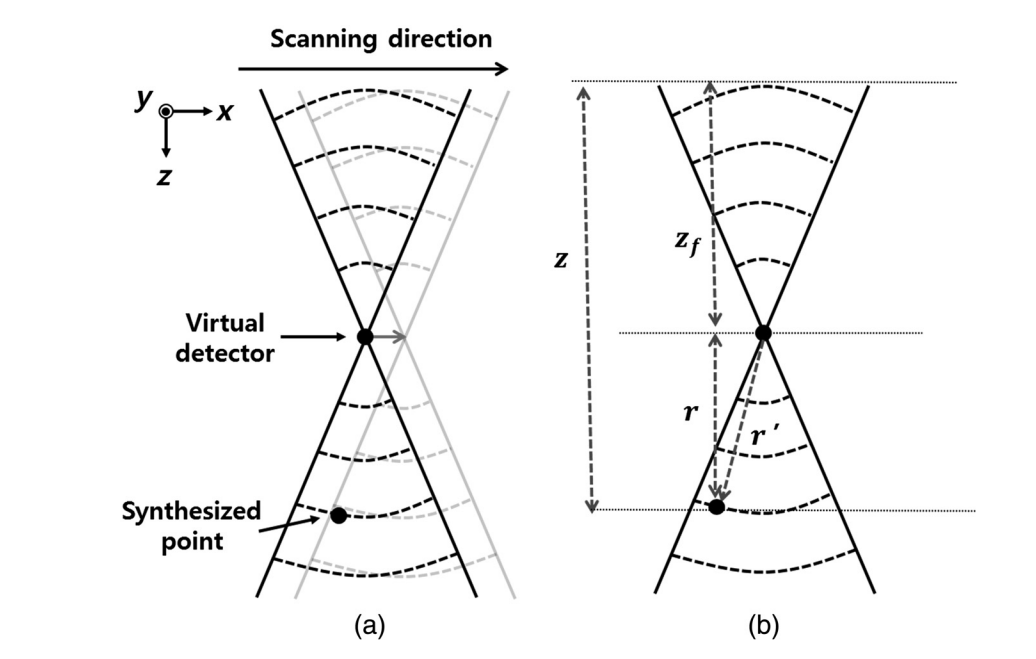 Scanning direction
y
x
z
Virtual
detector
Synthesized
point
(a)
z
z_f
r
r′
(b)